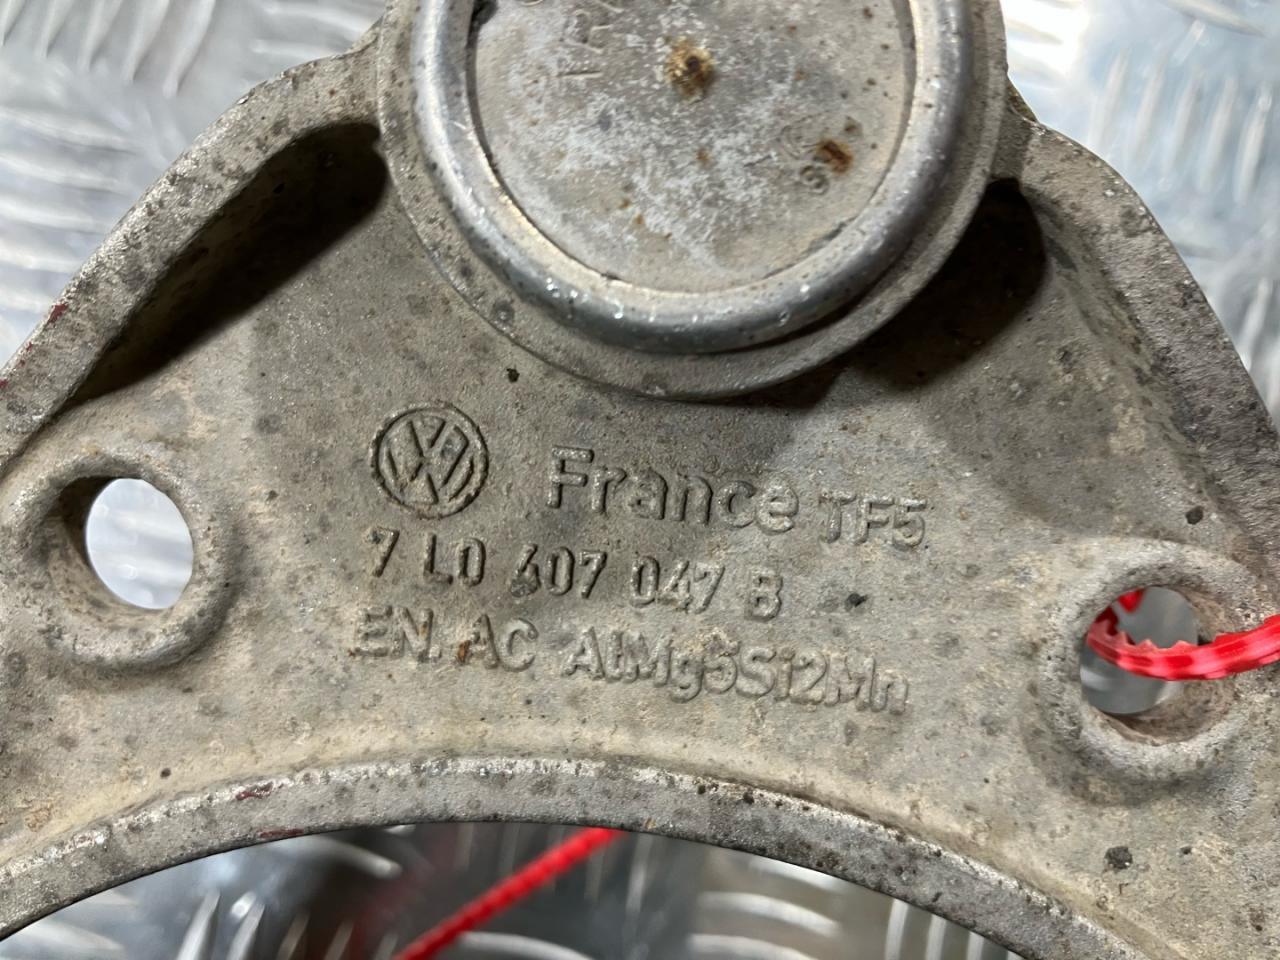 France TF5
7 L0 407 047 B
EN. AC AlMg5Si2Mn